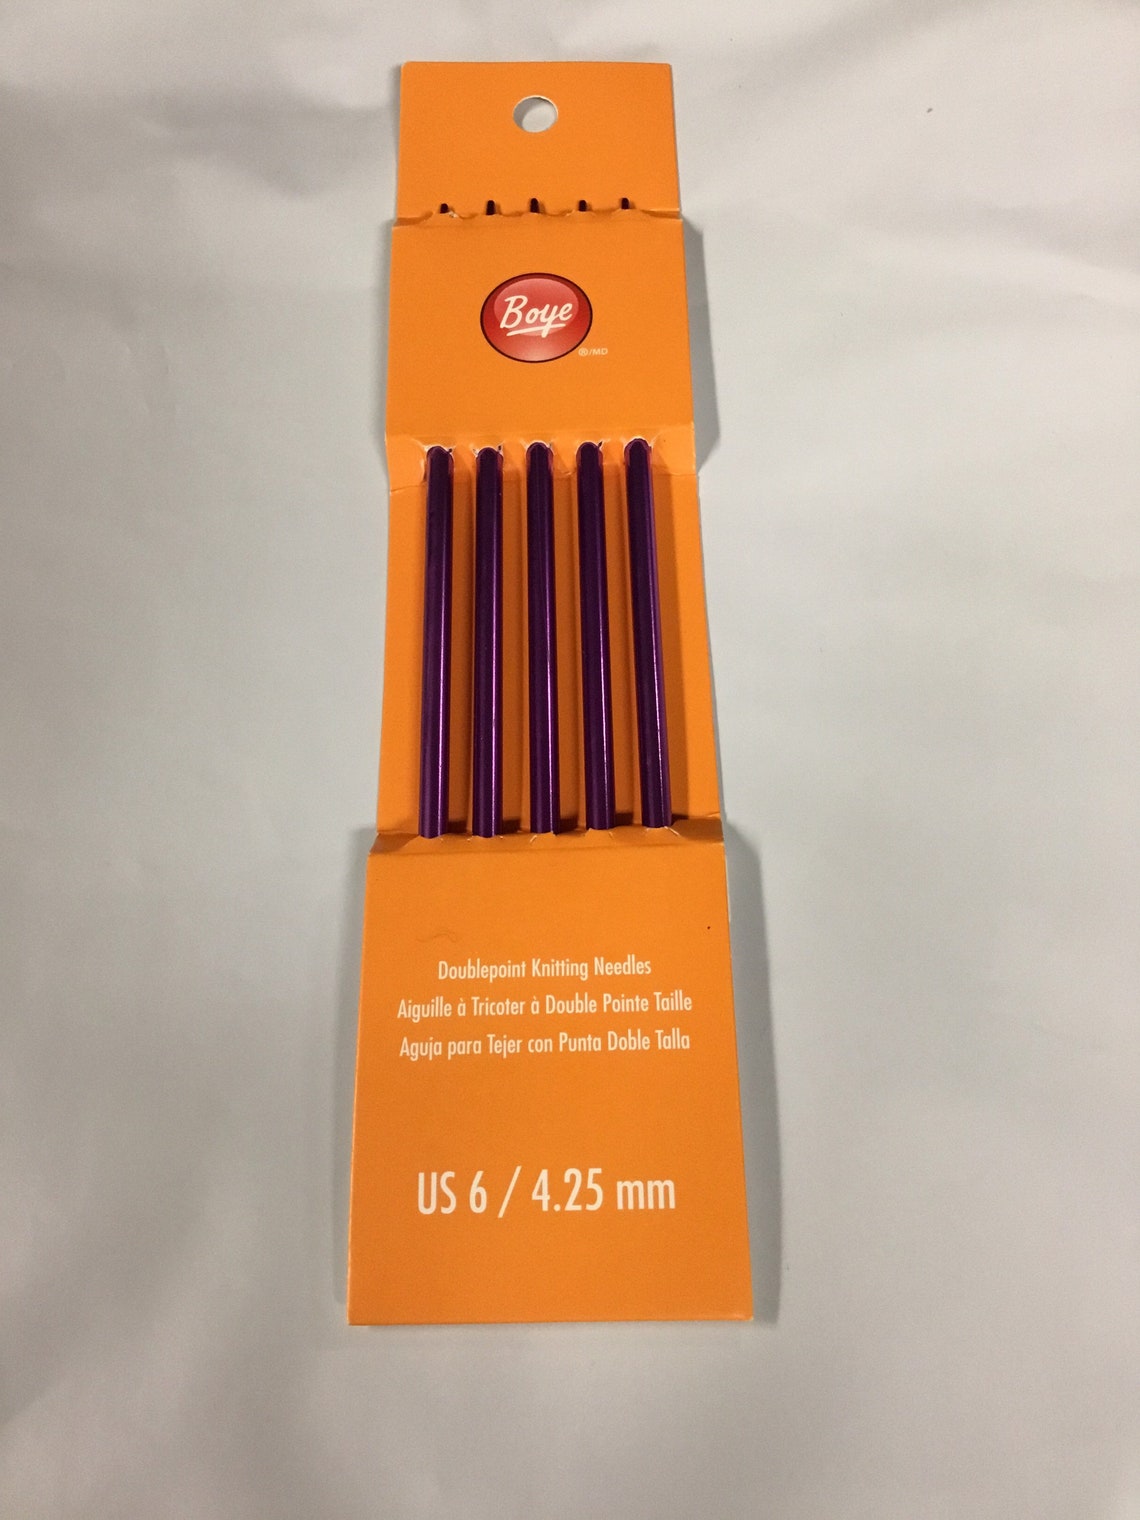 Boye
®/MD
Doublepoint Knitting Needles
Aiguille à Tricoter à Double Pointe Taille
Aguja para Tejer con Punta Doble Talla
US 6 / 4.25 mm